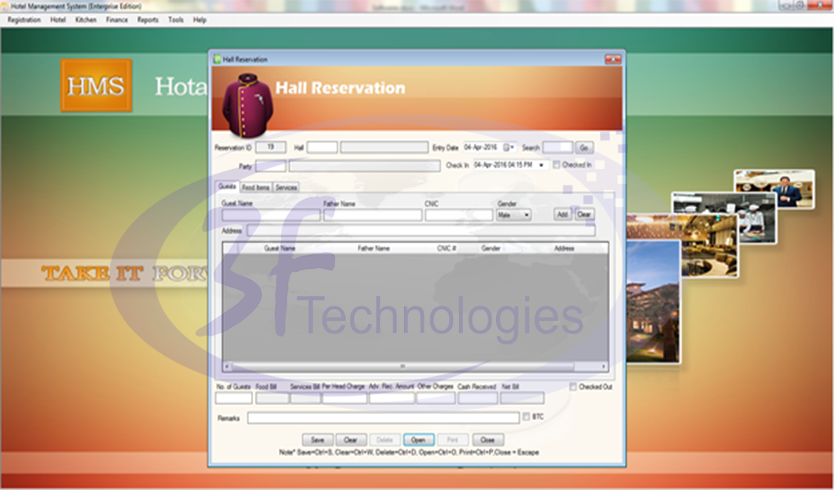 Hotel Management System (Enterprise Edition)
Registration Hotel Kitchen Finance Reports Tools Help
Hall Reservation
HMS Hota
Hall Reservation
Reservation ID 19 Hall Entry Date 04-Apr-2016 Search Go
Party Check In 04-Apr-2016 04:15 PM Checked In
Guests Food Items Services
Guest Name Father Name CNIC Gender
Male Add Clear
Address
Guest Name Father Name CNIC # Gender Address
TAKE IT FOR
3f Technologies
No. of Guests Food Bill Services Bill Per Head Charge Adv. Rec. Amount Other Charges Cash Received Net Bill Checked Out
Remarks BTC
Save Clear Delete Open Print Close
Note* Save=Ctrl+S, Clear=Ctrl+W, Delete=Ctrl+D, Open=Ctrl+O, Print=Ctrl+P,Close = Escape